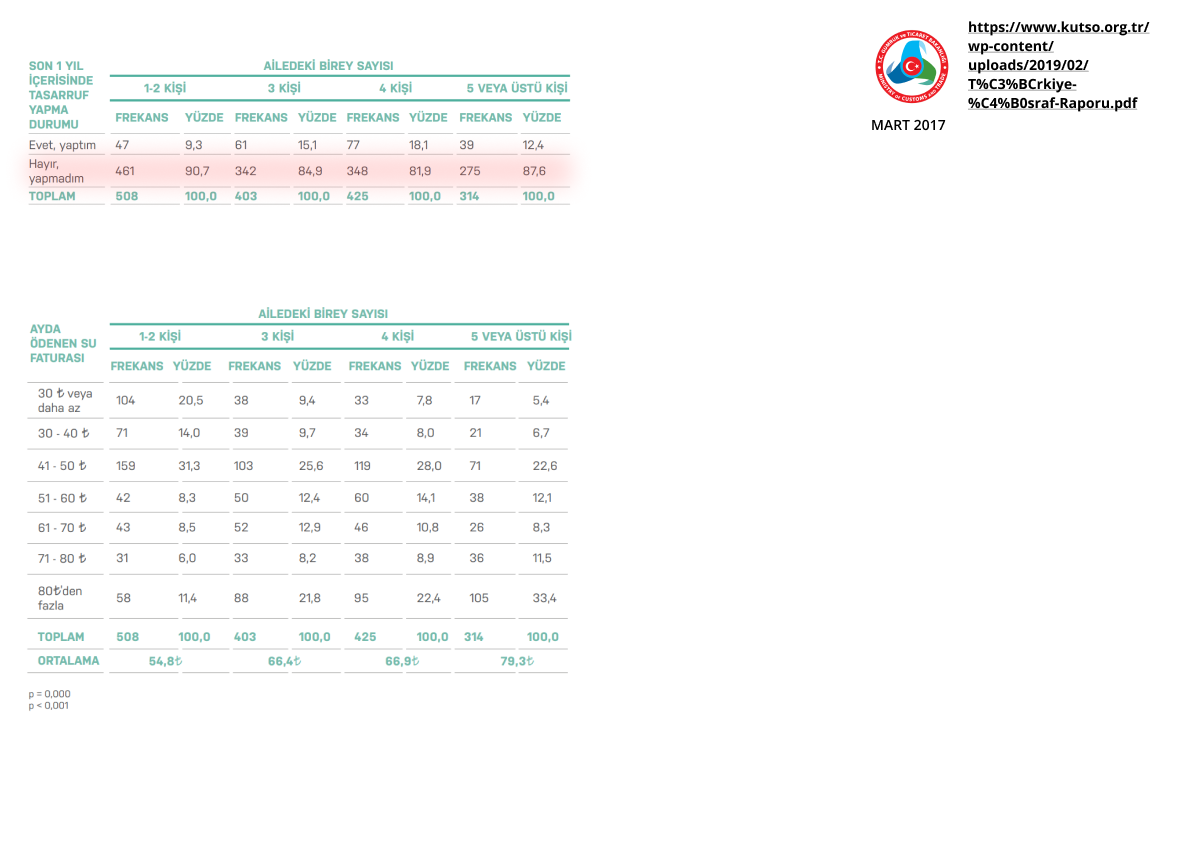 https://www.kutso.org.tr/
wp-content/
uploads/2019/02/
T%C3%BCrkiye-
%C4%B0sraf-Raporu.pdf
T.C. GÜMRÜK ve TİCARET BAKANLIĞI
MINISTRY OF CUSTOMS AND TRADE
MART 2017
SON 1 YIL
İÇERİSİNDE
TASARRUF
YAPMA
DURUMU
AİLEDEKİ BİREY SAYISI
1-2 KİŞİ 3 KİŞİ 4 KİŞİ 5 VEYA ÜSTÜ KİŞİ
FREKANS YÜZDE FREKANS YÜZDE FREKANS YÜZDE FREKANS YÜZDE
Evet, yaptım 47 9,3 61 15,1 77 18,1 39 12,4
Hayır,
yapmadım 461 90,7 342 84,9 348 81,9 275 87,6
TOPLAM 508 100,0 403 100,0 425 100,0 314 100,0
AYDA
ÖDENEN SU
FATURASI
AİLEDEKİ BİREY SAYISI
1-2 KİŞİ 3 KİŞİ 4 KİŞİ 5 VEYA ÜSTÜ KİŞİ
FREKANS YÜZDE FREKANS YÜZDE FREKANS YÜZDE FREKANS YÜZDE
30 ₺ veya
daha az 104 20,5 38 9,4 33 7,8 17 5,4
30 - 40 ₺ 71 14,0 39 9,7 34 8,0 21 6,7
41 - 50 ₺ 159 31,3 103 25,6 119 28,0 71 22,6
51 - 60 ₺ 42 8,3 50 12,4 60 14,1 38 12,1
61 - 70 ₺ 43 8,5 52 12,9 46 10,8 26 8,3
71 - 80 ₺ 31 6,0 33 8,2 38 8,9 36 11,5
80₺'den
fazla 58 11,4 88 21,8 95 22,4 105 33,4
TOPLAM 508 100,0 403 100,0 425 100,0 314 100,0
ORTALAMA 54,8₺ 66,4₺ 66,9₺ 79,3₺
p = 0,000
p < 0,001